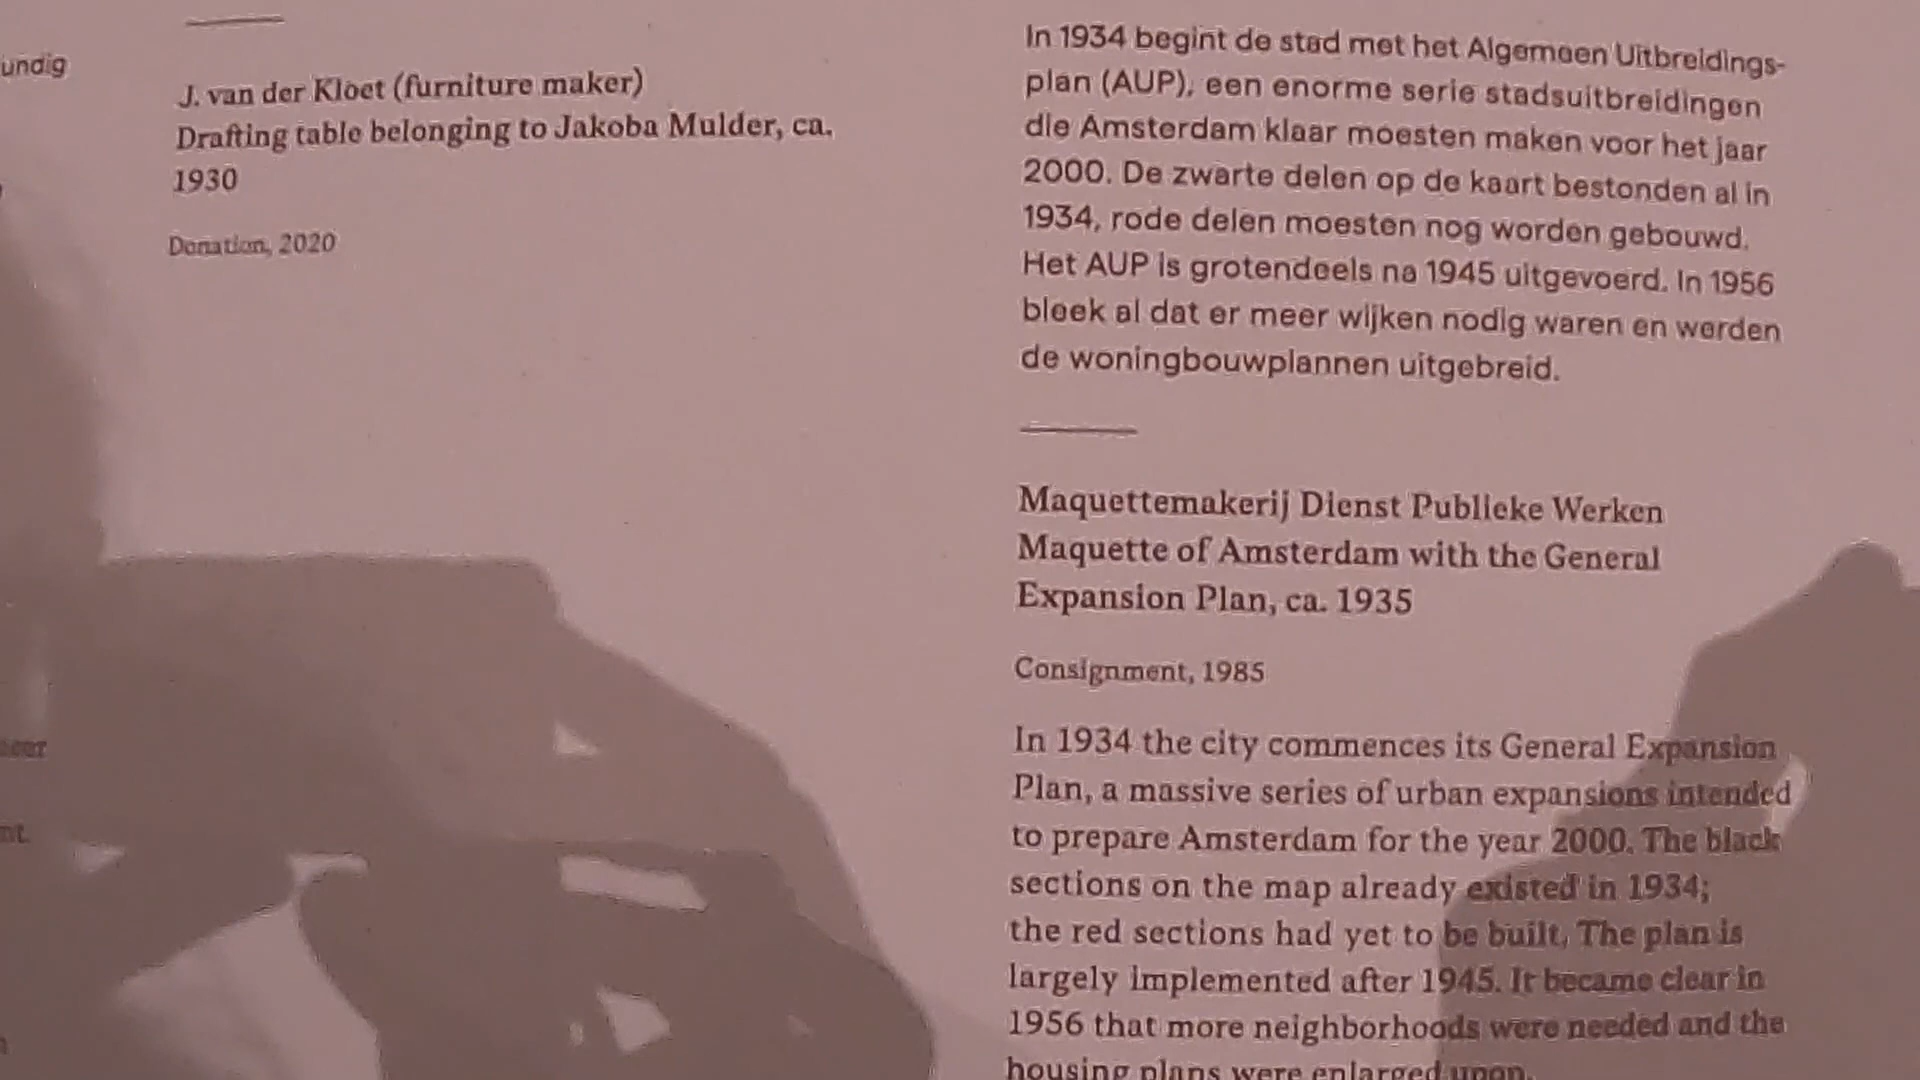 undig
J. van der Kloet (furniture maker)
Drafting table belonging to Jakoba Mulder, ca.
1930
Donation, 2020
In 1934 begint de stad met het Algemeen Uitbreidings-
plan (AUP), een enorme serie stadsuitbreidingen
die Amsterdam klaar moesten maken voor het jaar
2000. De zwarte delen op de kaart bestonden al in
1934, rode delen moesten nog worden gebouwd.
Het AUP is grotendeels na 1945 uitgevoerd. In 1956
bleek al dat er meer wijken nodig waren en werden
de woningbouwplannen uitgebreid.
Maquettemakerij Dienst Publieke Werken
Maquette of Amsterdam with the General
Expansion Plan, ca. 1935
Consignment, 1985
In 1934 the city commences its General Expansion
Plan, a massive series of urban expansions intended
to prepare Amsterdam for the year 2000. The black
sections on the map already existed in 1934;
the red sections had yet to be built. The plan is
largely implemented after 1945. It became clear in
1956 that more neighborhoods were needed and the
housing plans were enlarged upon.